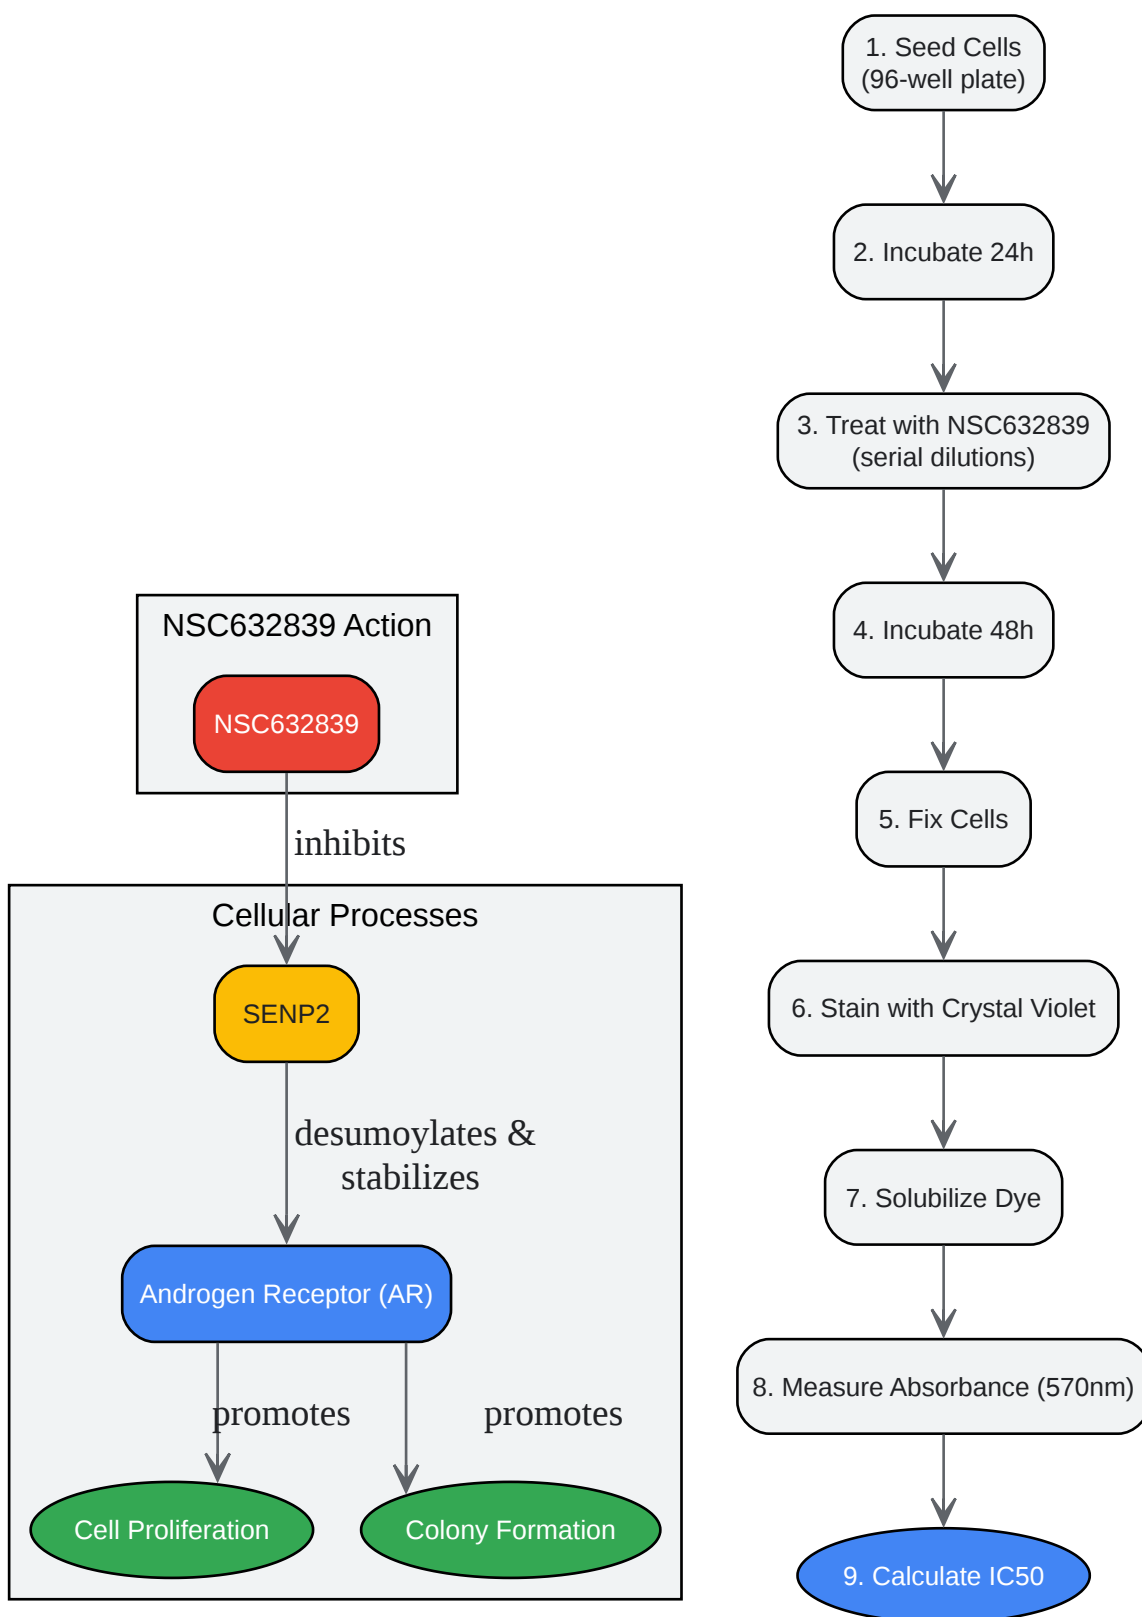 NSC632839 Action
NSC632839
inhibits
Cellular Processes
SENP2
desumoylates &
stabilizes
Androgen Receptor (AR)
promotes
promotes
Cell Proliferation
Colony Formation
1. Seed Cells
(96-well plate)
2. Incubate 24h
3. Treat with NSC632839
(serial dilutions)
4. Incubate 48h
5. Fix Cells
6. Stain with Crystal Violet
7. Solubilize Dye
8. Measure Absorbance (570nm)
9. Calculate IC50